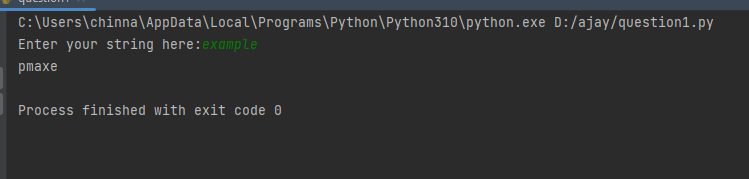 C:\Users\chinna\AppData\Local\Programs\Python\Python310\python.exe D:/ajay/question1.py
Enter your string here:example
pmaxe
Process finished with exit code 0